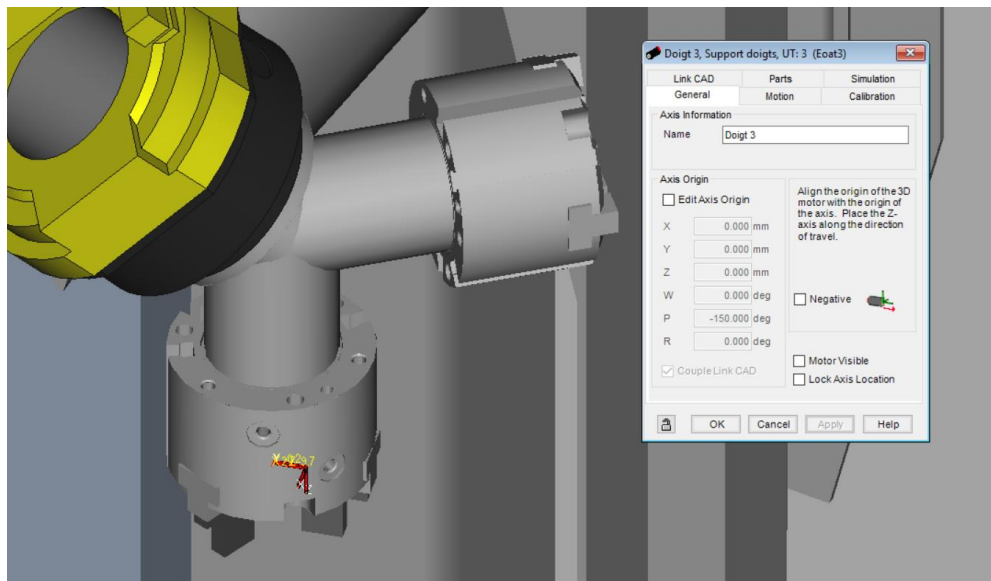 Doigt 3, Support doigts, UT: 3 (Eoat3)
Link CAD Parts Simulation
General Motion Calibration
Axis Information
Name Doigt 3
Axis Origin
Edit Axis Origin
X 0.000 mm
Y 0.000 mm
Z 0.000 mm
W 0.000 deg
P -150.000 deg
R 0.000 deg
Couple Link CAD
Align the origin of the 3D
motor with the origin of
the axis. Place the Z-
axis along the direction
of travel.
Negative
Motor Visible
Lock Axis Location
OK Cancel Apply Help